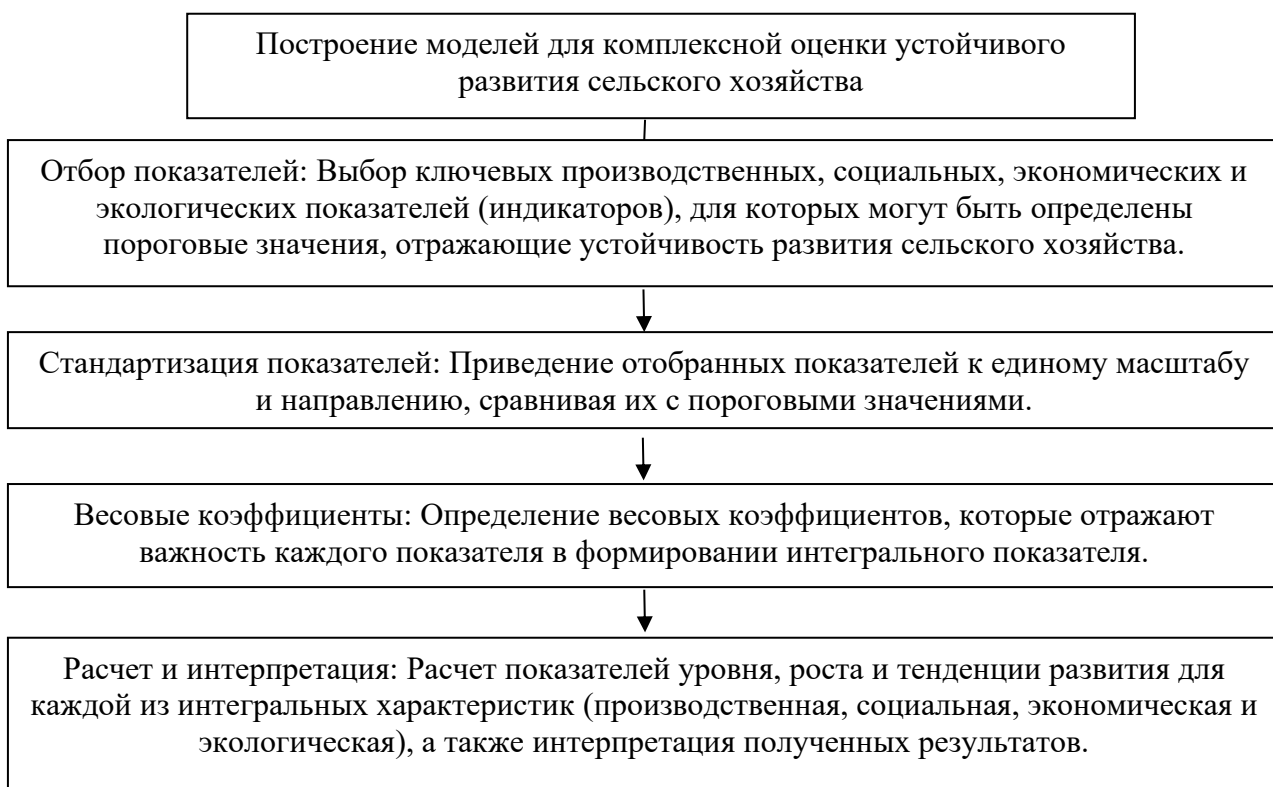 Построение моделей для комплексной оценки устойчивого
развития сельского хозяйства
Отбор показателей: Выбор ключевых производственных, социальных, экономических и
экологических показателей (индикаторов), для которых могут быть определены
пороговые значения, отражающие устойчивость развития сельского хозяйства.
Стандартизация показателей: Приведение отобранных показателей к единому масштабу
и направлению, сравнивая их с пороговыми значениями.
Весовые коэффициенты: Определение весовых коэффициентов, которые отражают
важность каждого показателя в формировании интегрального показателя.
Расчет и интерпретация: Расчет показателей уровня, роста и тенденции развития для
каждой из интегральных характеристик (производственная, социальная, экономическая и
экологическая), а также интерпретация полученных результатов.